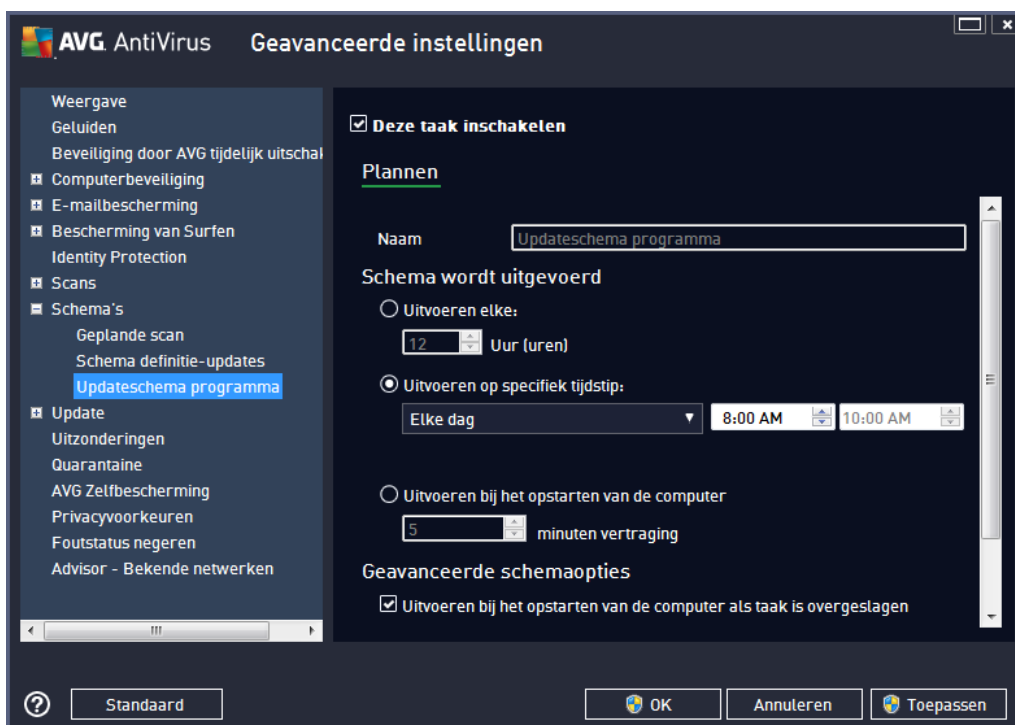 AVG. AntiVirus Geavanceerde instellingen
Weergave
Geluiden
Beveiliging door AVG tijdelijk uitschak
Computerbeveiliging
E-mailbescherming
Bescherming van Surfen
Identity Protection
Scans
Schema's
Geplande scan
Schema definitie-updates
Updateschema programma
Update
Uitzonderingen
Quarantaine
AVG Zelfbescherming
Privacyvoorkeuren
Foutstatus negeren
Advisor - Bekende netwerken
Deze taak inschakelen
Plannen
Naam Updateschema programma
Schema wordt uitgevoerd
Uitvoeren elke:
12 Uur (uren)
Uitvoeren op specifiek tijdstip:
Elke dag 8:00 AM 10:00 AM
Uitvoeren bij het opstarten van de computer
5 minuten vertraging
Geavanceerde schemaopties
Uitvoeren bij het opstarten van de computer als taak is overgeslagen
? Standaard OK Annuleren Toepassen